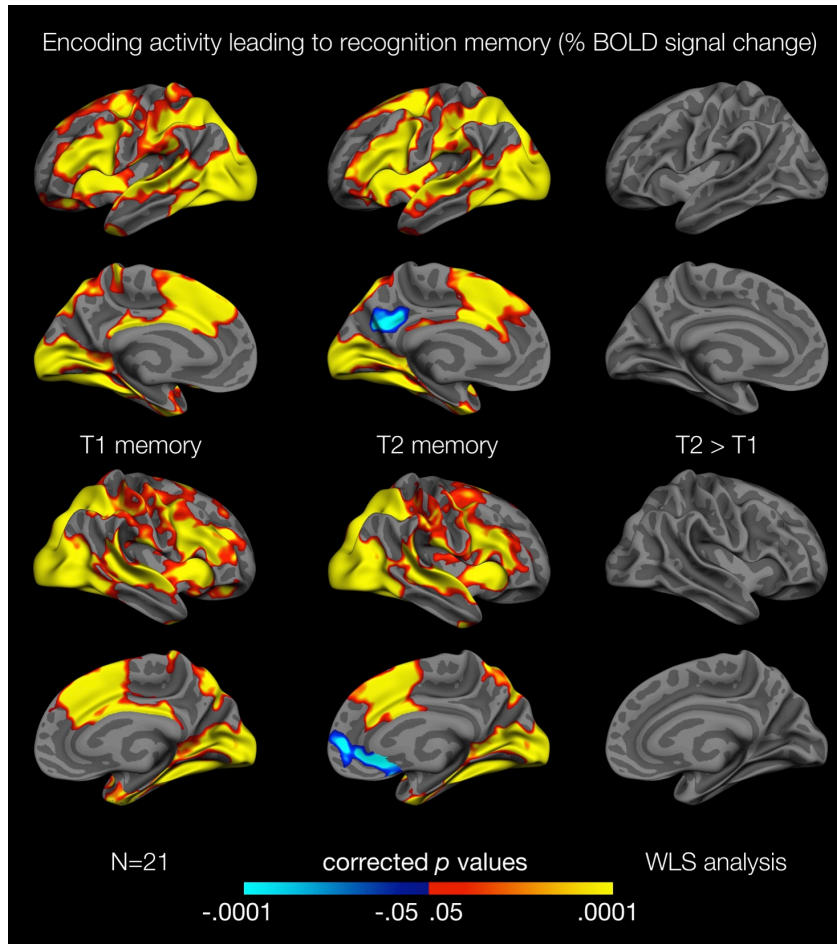 Encoding activity leading to recognition memory (% BOLD signal change)
T1 memory T2 memory T2 > T1
N=21 corrected p values WLS analysis
-.0001 -.05 .05 .0001